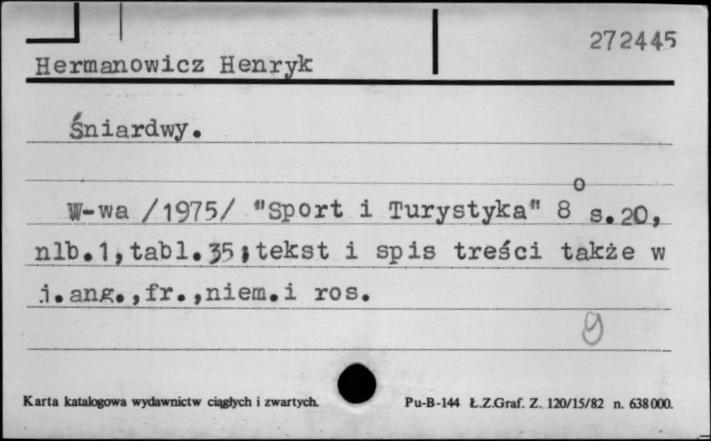 272445
Hermanowicz Henryk
Śniardwy.
W-wa /1975/ "Sport i Turystyka" 8° s.20,
nlb.1,tabl.35;tekst i spis treści także w
j.ang.,fr.,niem.i ros.
9
Karta katalogowa wydawnictw ciągłych i zwartych. Pu-B-144 Ł.Z.Graf. Z. 120/15/82 n. 638000.